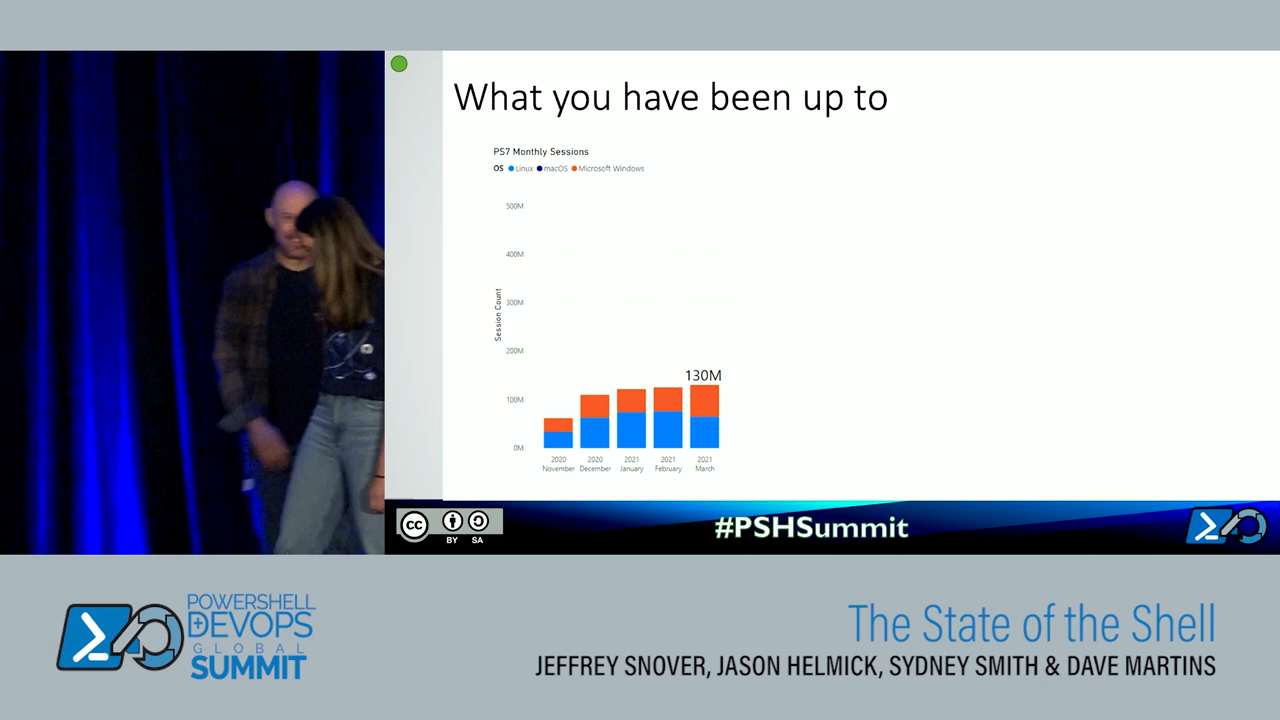 What you have been up to
PS7 Monthly Sessions
OS Linux macOS Microsoft Windows
500M
400M
300M
200M
100M
0M
Session Count
130M
2020 November
2020 December
2021 January
2021 February
2021 March
cc
BY SA
#PSHSummit
POWERSHELL
+DEVOPS
GLOBAL
SUMMIT
The State of the Shell
JEFFREY SNOVER, JASON HELMICK, SYDNEY SMITH & DAVE MARTINS